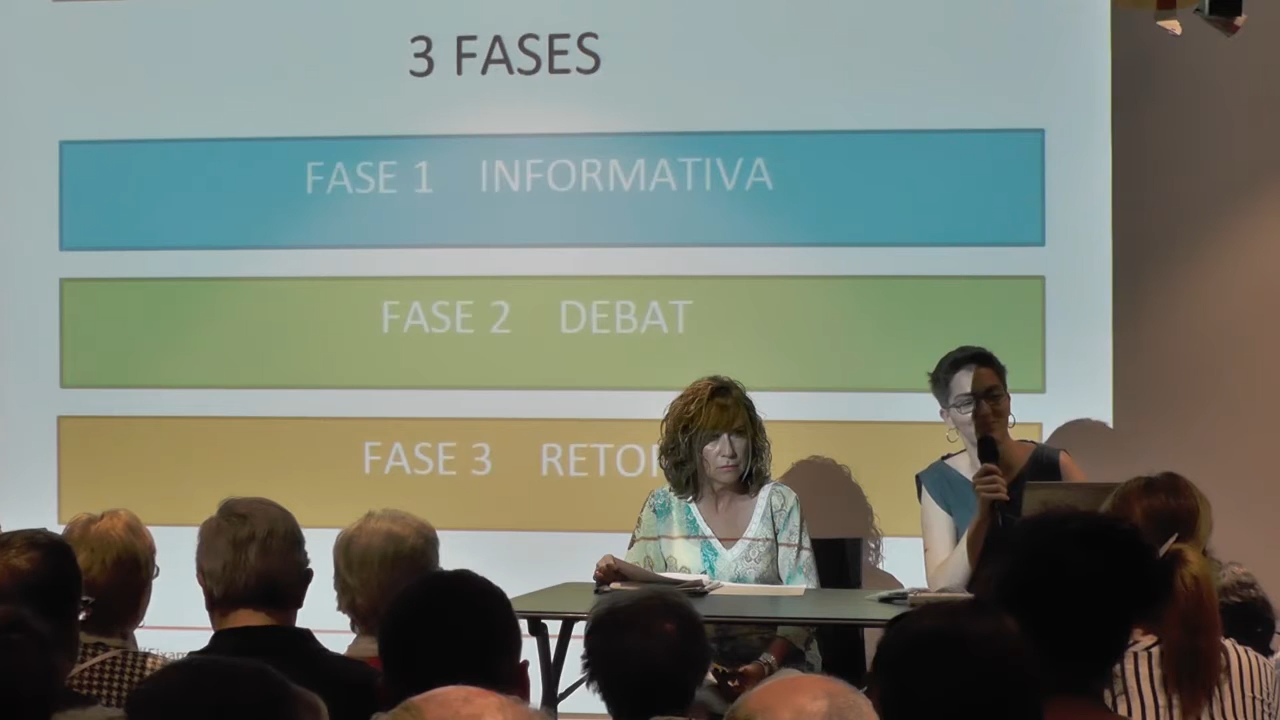 3 FASES
FASE 1 INFORMATIVA
FASE 2 DEBAT
FASE 3